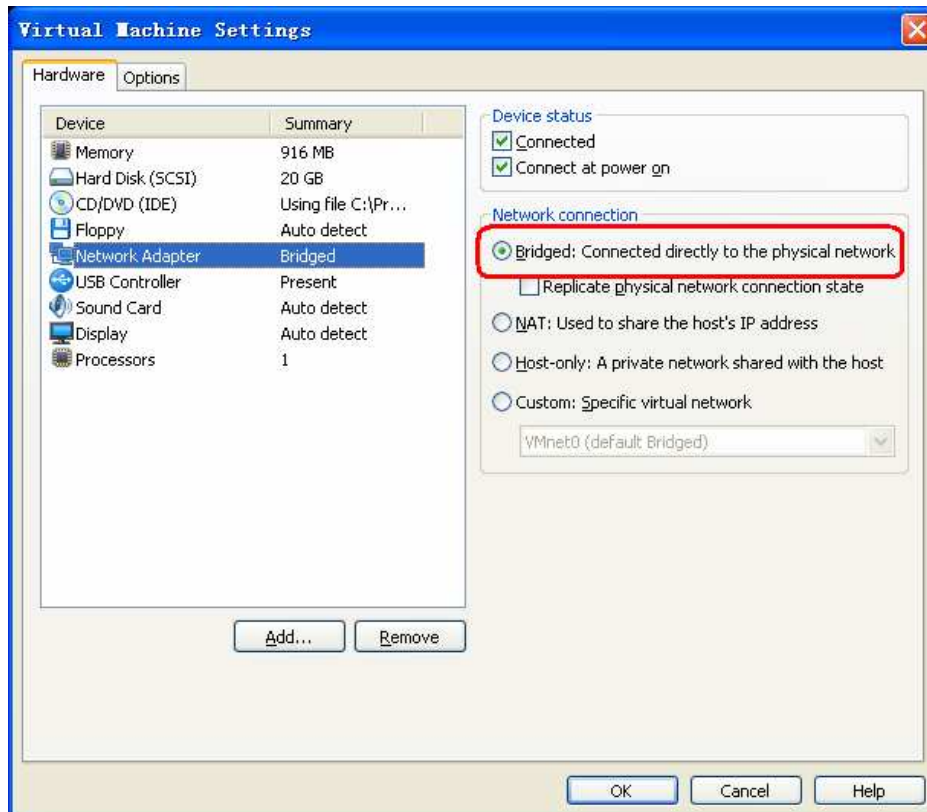 Virtual Machine Settings
Hardware Options
Device Summary
Memory 916 MB
Hard Disk (SCSI) 20 GB
CD/DVD (IDE) Using file C:\Pr...
Floppy Auto detect
Network Adapter Bridged
USB Controller Present
Sound Card Auto detect
Display Auto detect
Processors 1
Add... Remove
Device status
Connected
Connect at power on
Network connection
Bridged: Connected directly to the physical network
Replicate physical network connection state
NAT: Used to share the host's IP address
Host-only: A private network shared with the host
Custom: Specific virtual network
VMnet0 (default Bridged)
OK Cancel Help